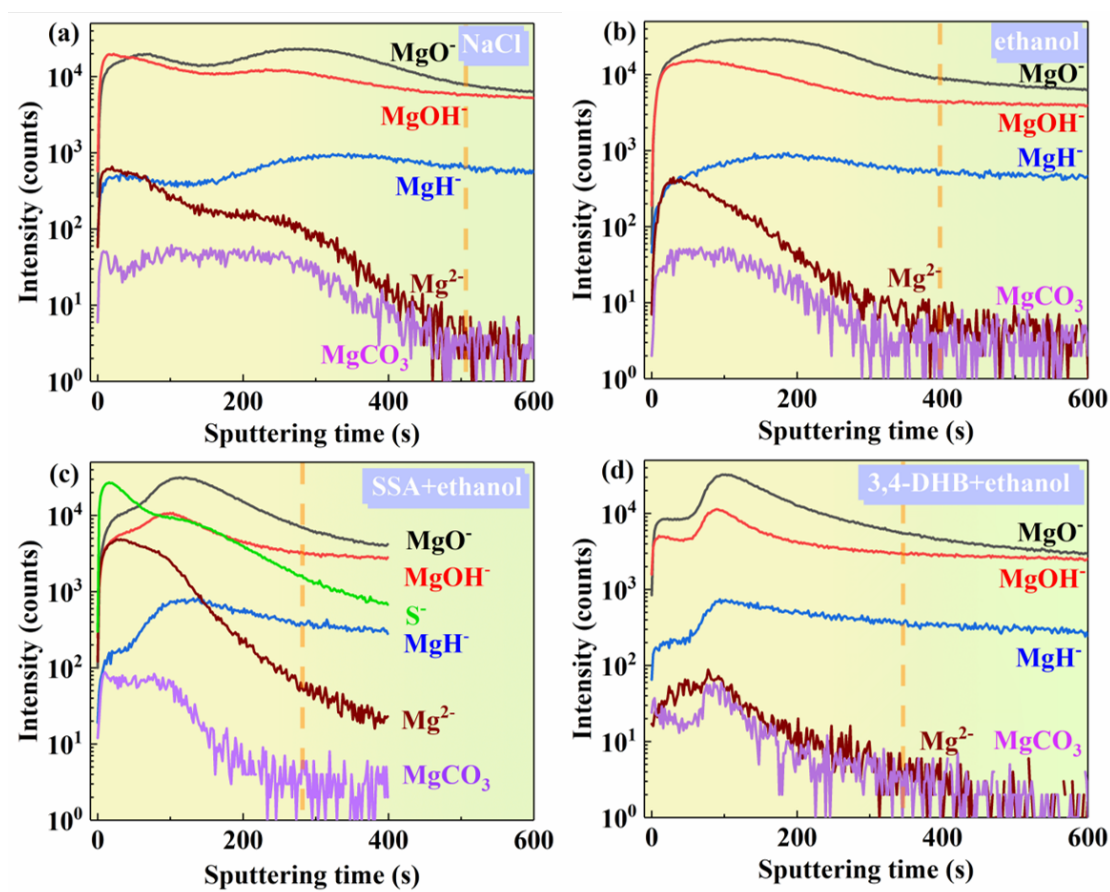 (a)
NaCl
MgO⁻
MgOH⁻
MgH⁻
Mg²⁻
MgCO₃
Intensity (counts)
10⁴
10³
10²
10¹
10⁰
0 200 400 600
Sputtering time (s)
(b)
ethanol
MgO⁻
MgOH⁻
MgH⁻
Mg²⁻
MgCO₃
Intensity (counts)
10⁴
10³
10²
10¹
10⁰
0 200 400 600
Sputtering time (s)
(c)
SSA+ethanol
MgO⁻
MgOH⁻
S⁻
MgH⁻
Mg²⁻
MgCO₃
Intensity (counts)
10⁴
10³
10²
10¹
10⁰
0 200 400 600
Sputtering time (s)
(d)
3,4-DHB+ethanol
MgO⁻
MgOH⁻
MgH⁻
Mg²⁻
MgCO₃
Intensity (counts)
10⁴
10³
10²
10¹
10⁰
0 200 400 600
Sputtering time (s)